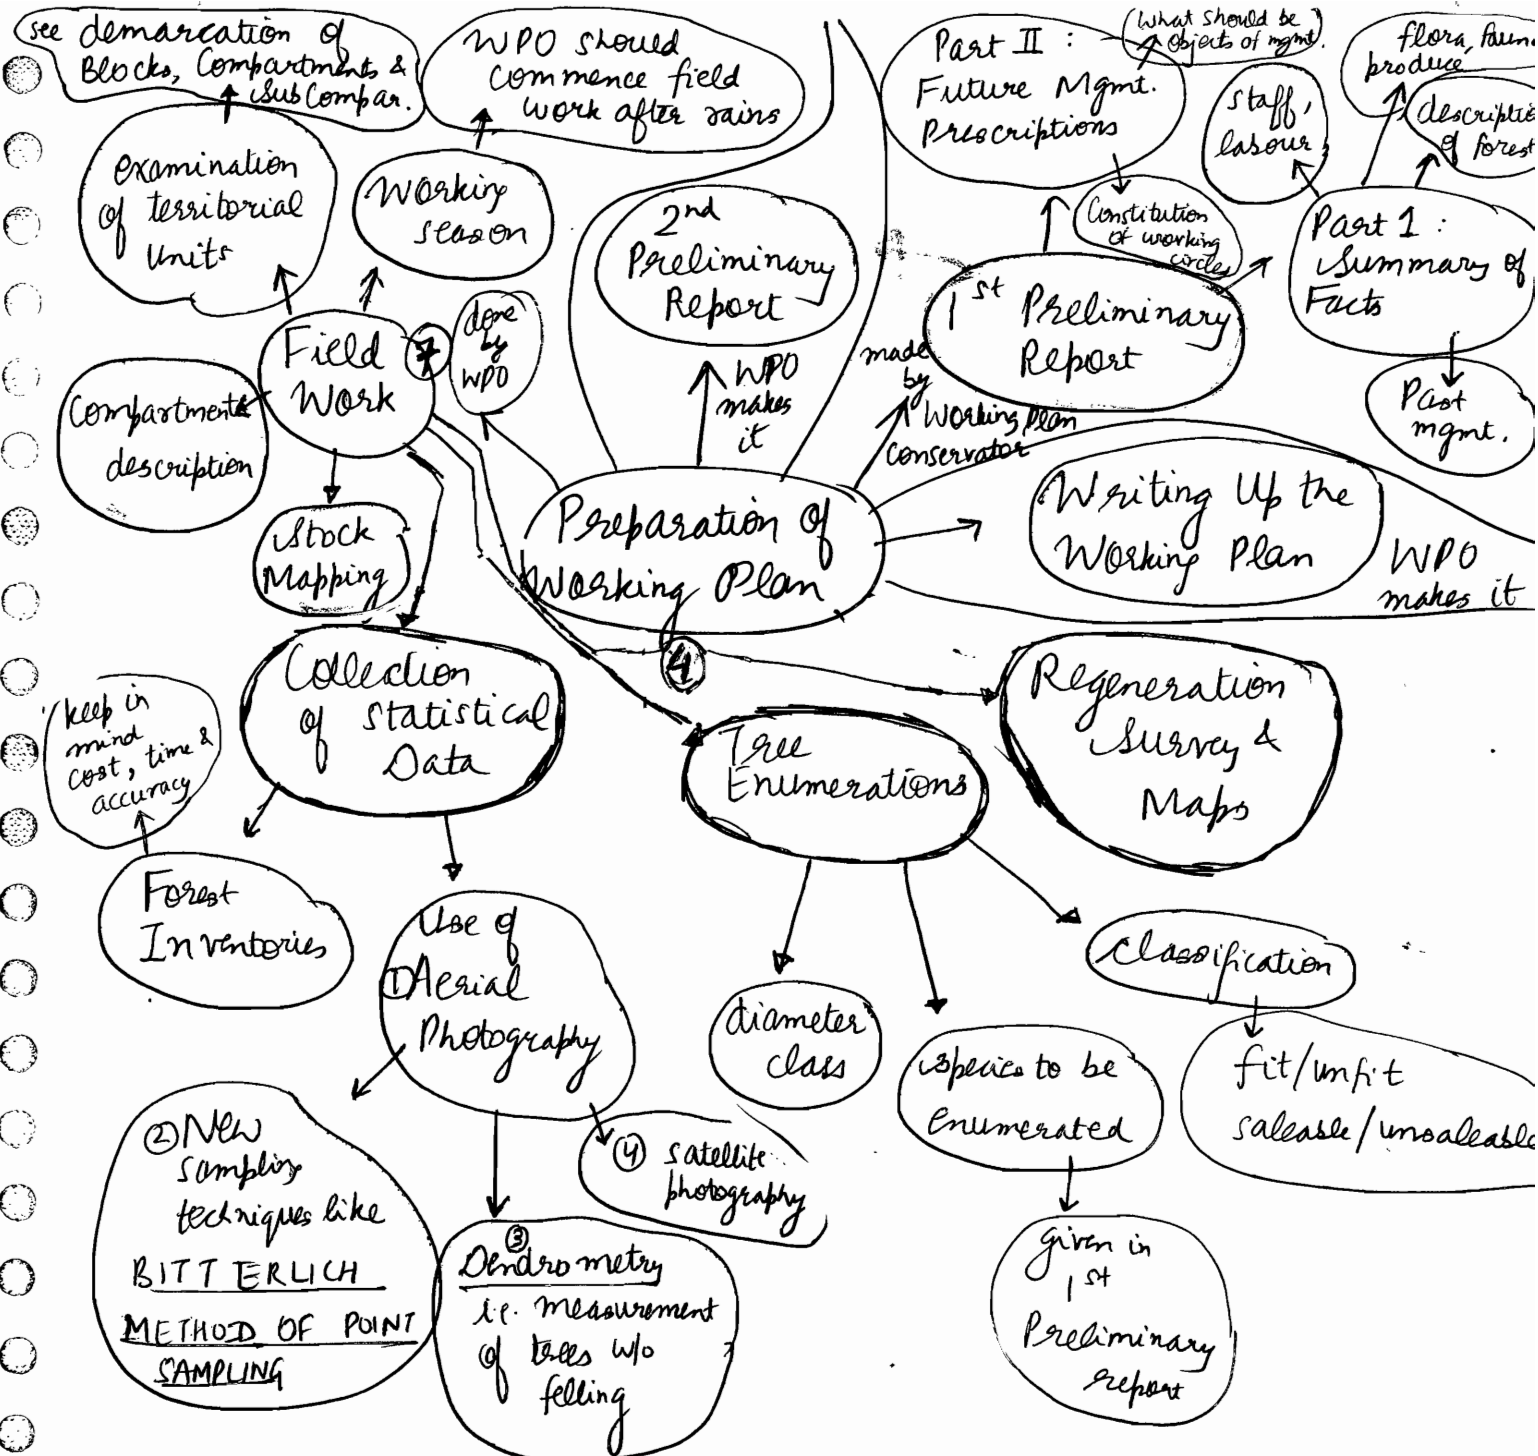 see demarcation of
Blocks, Compartments &
SubCompar.
WPO should
commence field
work after rains
Part II :
Future Mgmt.
Prescriptions
(What should be
objects of mgmt.)
staff,
labour
flora,
produce
of forest
examination
of territorial
Units
Working
season
2nd
Preliminary
Report
Constitution
of working
circles
Part 1 :
Summary of
Facts
1st Preliminary
Report
Past
mgmt.
Field
Work
7
done
by
WPO
Compartment
description
Stock
Mapping
WPO
makes
it
made
by
Working Plan
Conservator
Preparation of
Working Plan
4
Writing Up the
Working Plan
WPO
makes it
Collection
of Statistical
Data
keep in
mind
cost, time &
accuracy
Forest
Inventories
Tree
Enumerations
Regeneration
Survey &
Maps
Use of
① Aerial
Photography
diameter
class
species to be
enumerated
classification
fit/unfit
saleable/unsaleable
② New
sampling
techniques like
BITTERLICH
METHOD OF POINT
SAMPLING
③
Dendrometry
i.e. measurement
of trees w/o
felling
④ satellite
photography
given in
1st
Preliminary
report